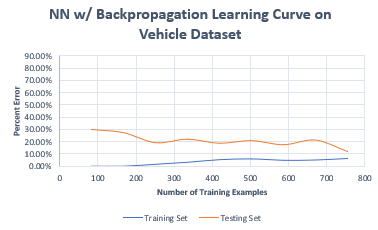 NN w/ Backpropagation Learning Curve on
Vehicle Dataset
Percent Error
90.00%
80.00%
70.00%
60.00%
50.00%
40.00%
30.00%
20.00%
10.00%
0.00%
0 100 200 300 400 500 600 700 800
Number of Training Examples
Training Set Testing Set